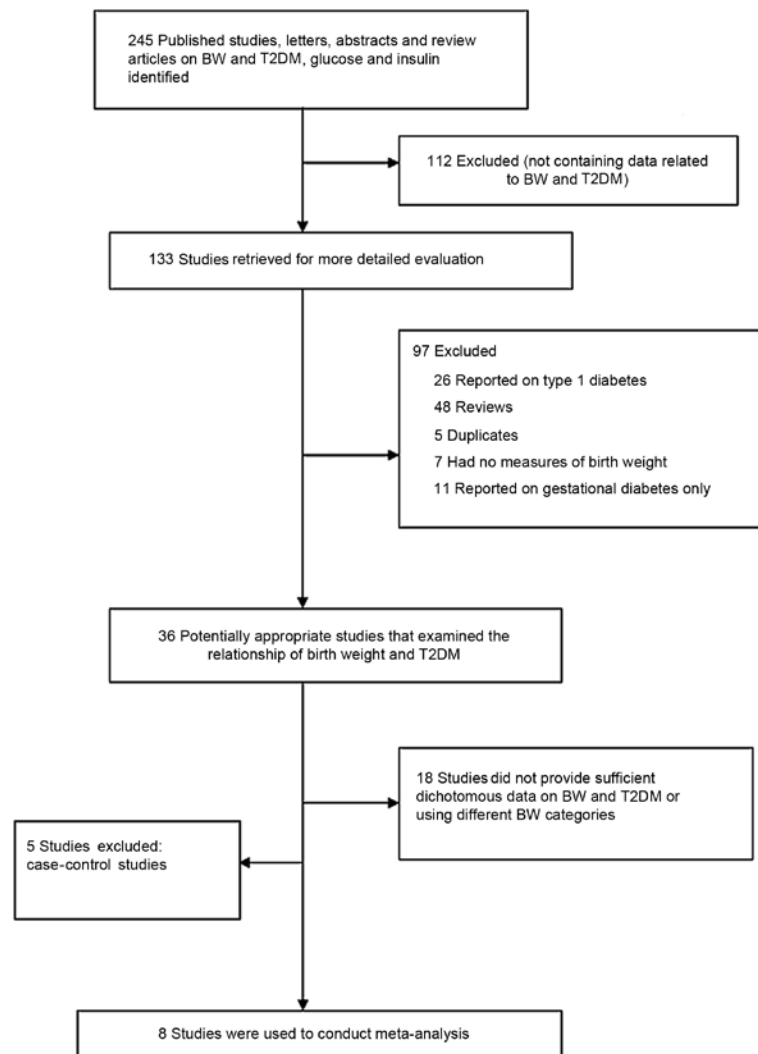 245 Published studies, letters, abstracts and review
articles on BW and T2DM, glucose and insulin
identified
112 Excluded (not containing data related
to BW and T2DM)
133 Studies retrieved for more detailed evaluation
97 Excluded
26 Reported on type 1 diabetes
48 Reviews
5 Duplicates
7 Had no measures of birth weight
11 Reported on gestational diabetes only
36 Potentially appropriate studies that examined the
relationship of birth weight and T2DM
18 Studies did not provide sufficient
dichotomous data on BW and T2DM or
using different BW categories
5 Studies excluded:
case-control studies
8 Studies were used to conduct meta-analysis